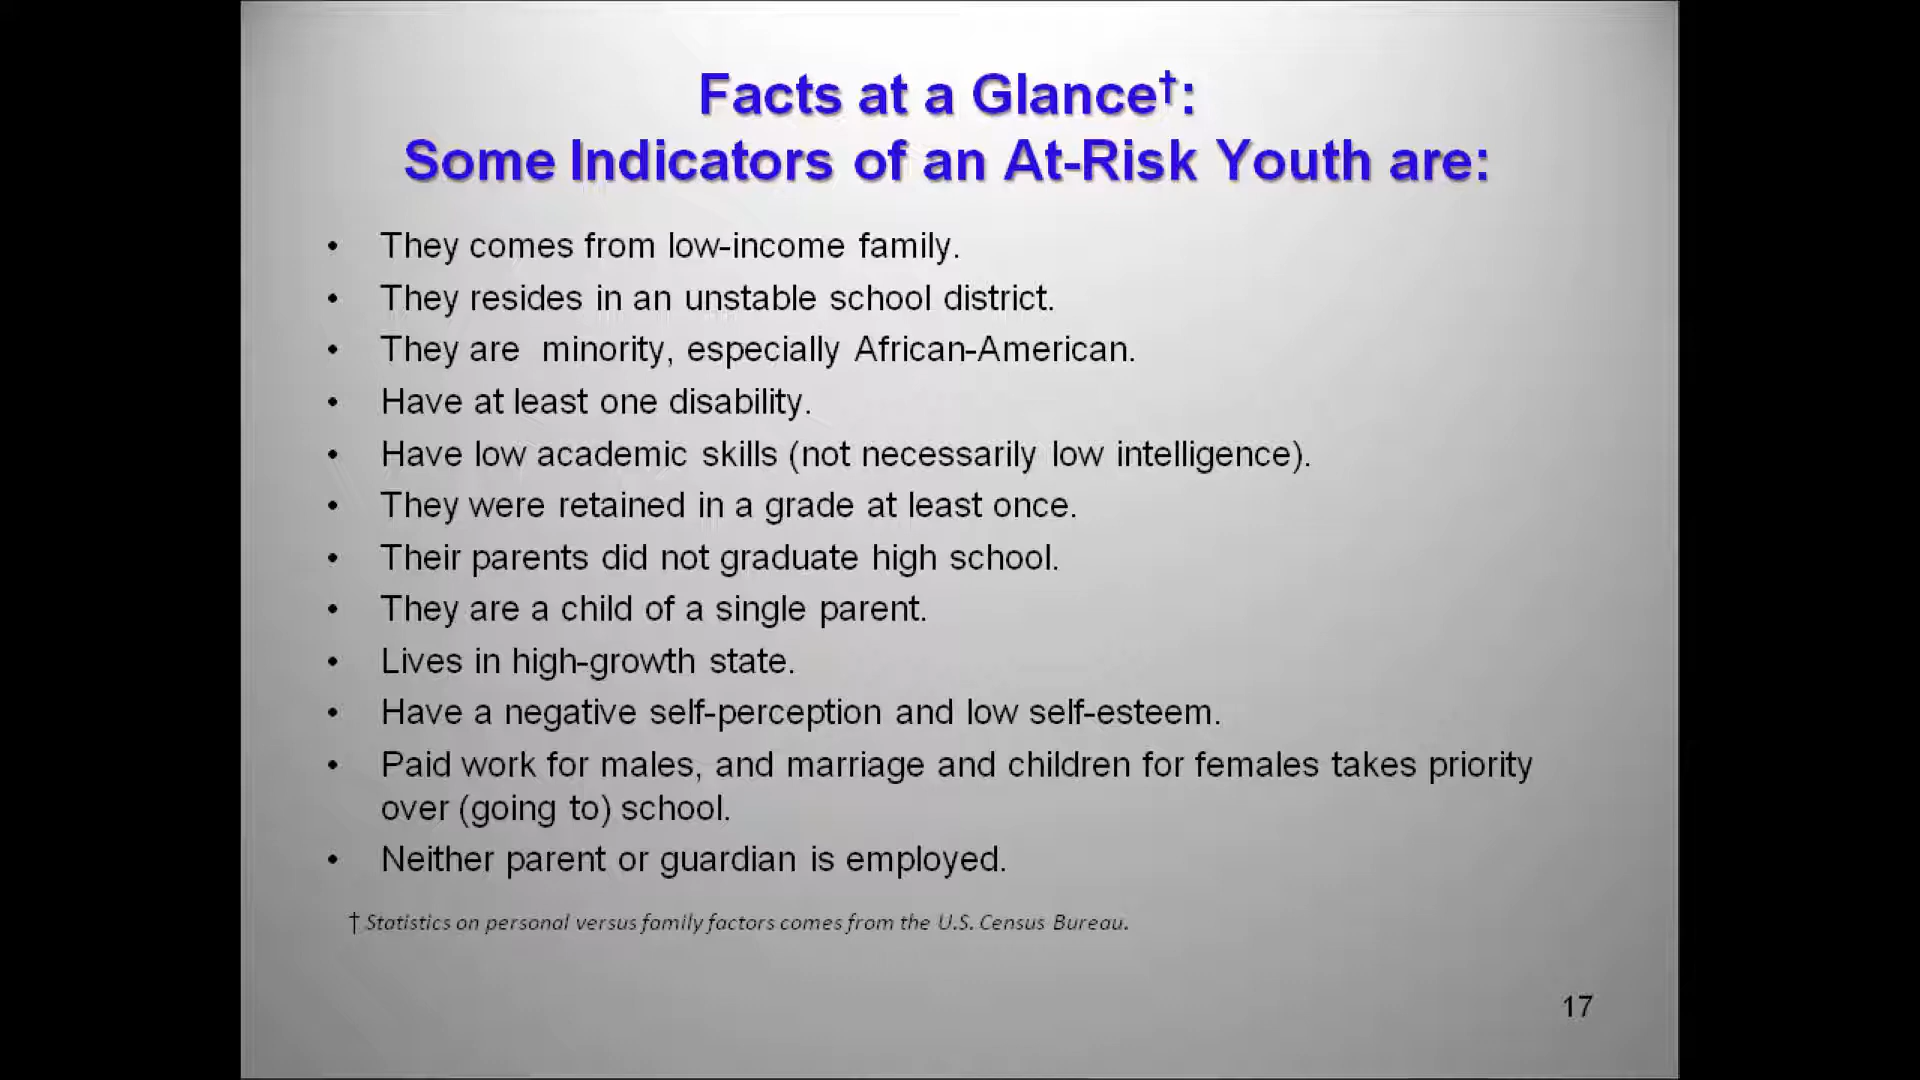 Facts at a Glance†:
Some Indicators of an At-Risk Youth are:
• They comes from low-income family.
• They resides in an unstable school district.
• They are  minority, especially African-American.
• Have at least one disability.
• Have low academic skills (not necessarily low intelligence).
• They were retained in a grade at least once.
• Their parents did not graduate high school.
• They are a child of a single parent.
• Lives in high-growth state.
• Have a negative self-perception and low self-esteem.
• Paid work for males, and marriage and children for females takes priority
over (going to) school.
• Neither parent or guardian is employed.
† Statistics on personal versus family factors comes from the U.S. Census Bureau.
17